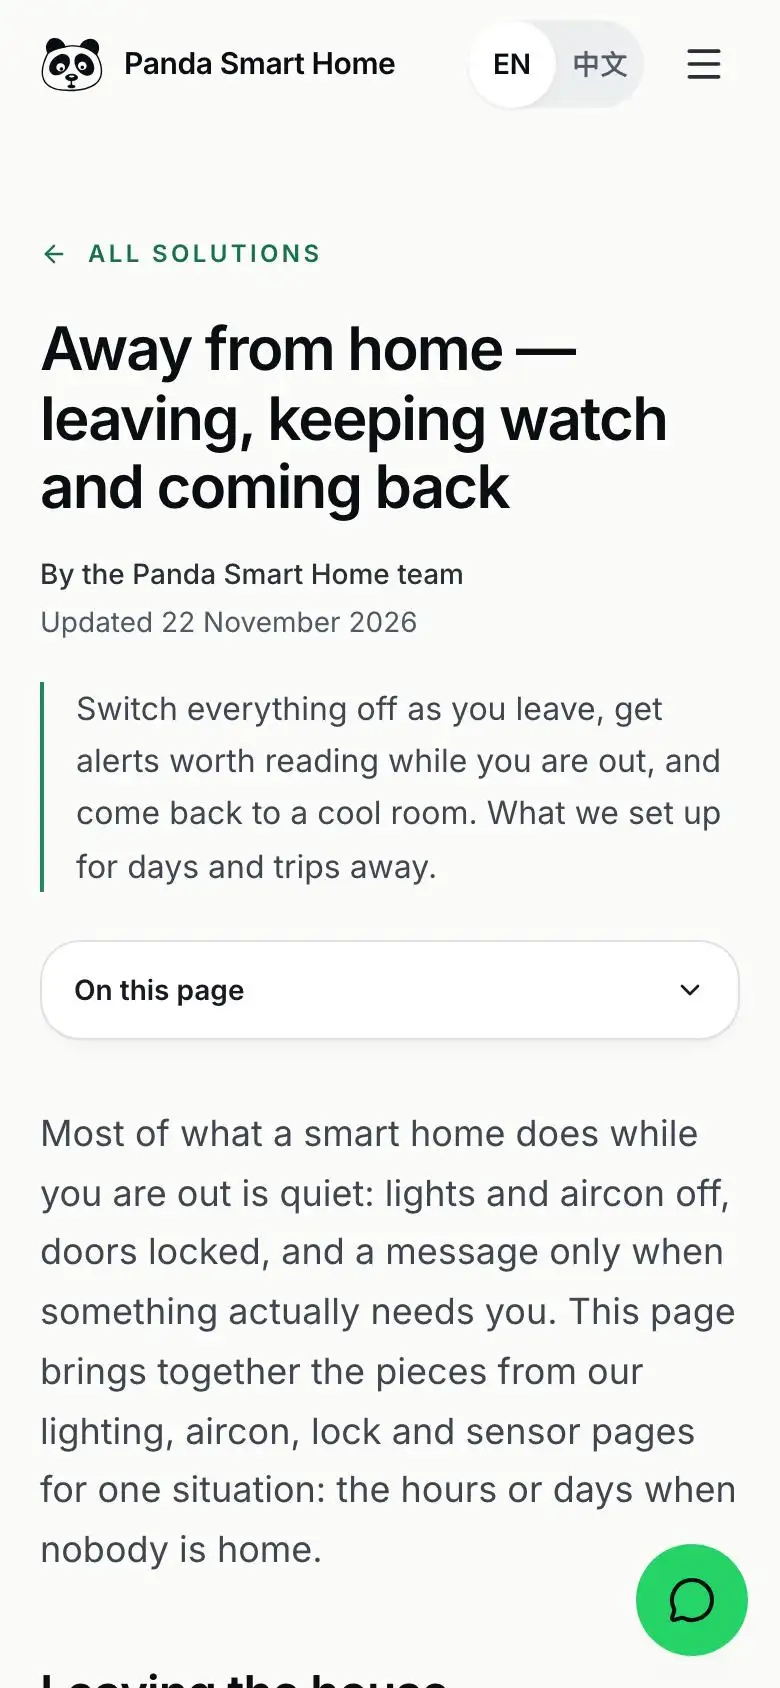 Panda Smart Home
EN
中文
← ALL SOLUTIONS
Away from home —
leaving, keeping watch
and coming back
By the Panda Smart Home team
Updated 22 November 2026
Switch everything off as you leave, get
alerts worth reading while you are out, and
come back to a cool room. What we set up
for days and trips away.
On this page
Most of what a smart home does while
you are out is quiet: lights and aircon off,
doors locked, and a message only when
something actually needs you. This page
brings together the pieces from our
lighting, aircon, lock and sensor pages
for one situation: the hours or days when
nobody is home.
Leaving the house